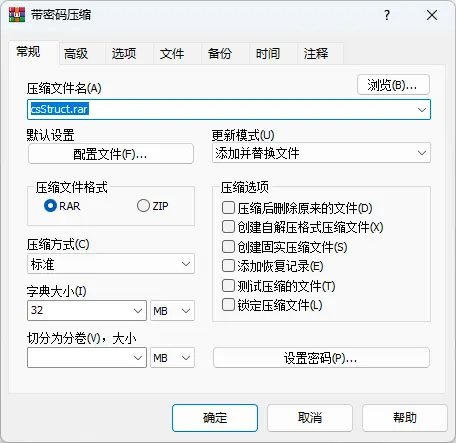 带密码压缩
常规 高级 选项 文件 备份 时间 注释
压缩文件名(A)
浏览(B)...
csStruct.rar
默认设置
配置文件(F)...
更新模式(U)
添加并替换文件
压缩文件格式
RAR ZIP
压缩方式(C)
标准
字典大小(I)
32 MB
切分为分卷(V)，大小
MB
压缩选项
压缩后删除原来的文件(D)
创建自解压格式压缩文件(X)
创建固实压缩文件(S)
添加恢复记录(E)
测试压缩的文件(T)
锁定压缩文件(L)
设置密码(P)...
确定 取消 帮助